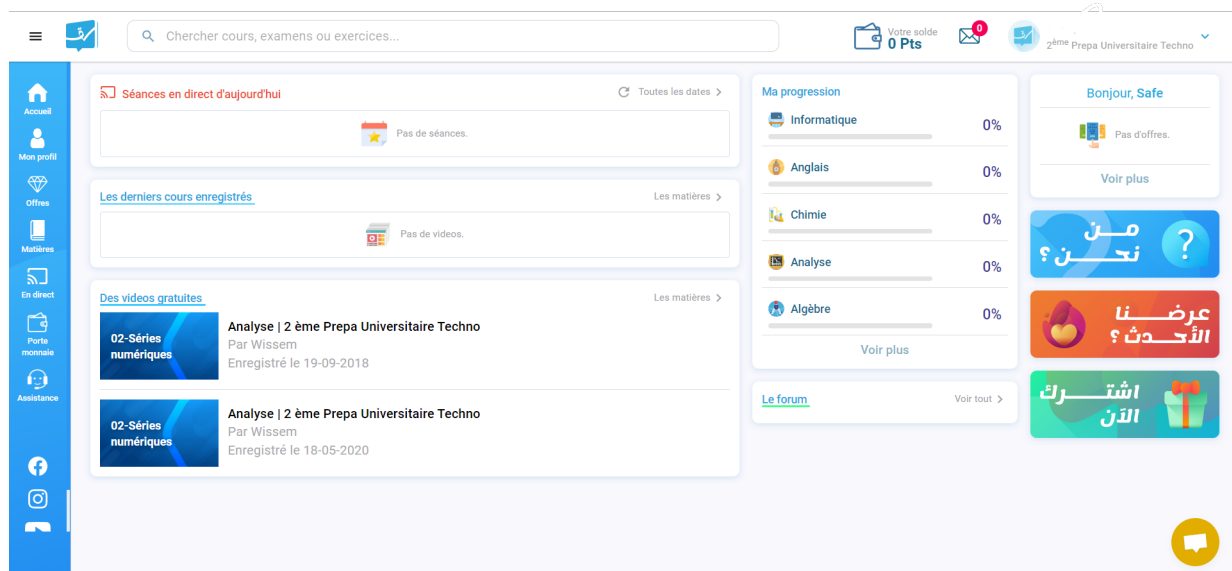 Chercher cours, examens ou exercices...
Votre solde
0 Pts
0
2ème Prepa Universitaire Techno
Accueil
Mon profil
Offres
Matières
En direct
Porte
monnaie
Assistance
Séances en direct d'aujourd'hui
Toutes les dates
Pas de séances.
Les derniers cours enregistrés
Les matières
Pas de videos.
Des videos gratuites
Les matières
02-Séries
numériques
Analyse | 2 ème Prepa Universitaire Techno
Par Wissem
Enregistré le 19-09-2018
02-Séries
numériques
Analyse | 2 ème Prepa Universitaire Techno
Par Wissem
Enregistré le 18-05-2020
Ma progression
Informatique
0%
Anglais
0%
Chimie
0%
Analyse
0%
Algèbre
0%
Voir plus
Le forum
Voir tout
Bonjour, Safe
Pas d'offres.
Voir plus
مــن
نحــــن ؟
?
عرضـــــنا
الأحــدث ؟
اشتـــــرك
الآن